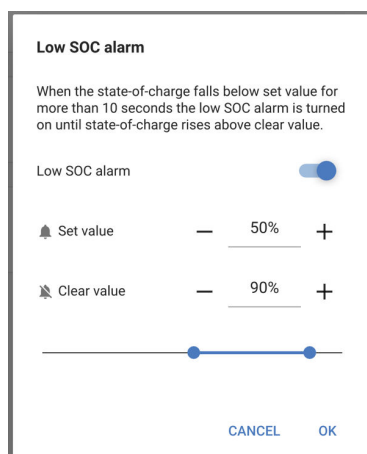 Low SOC alarm
When the state-of-charge falls below set value for
more than 10 seconds the low SOC alarm is turned
on until state-of-charge rises above clear value.
Low SOC alarm
Set value − 50% +
Clear value − 90% +
CANCEL OK